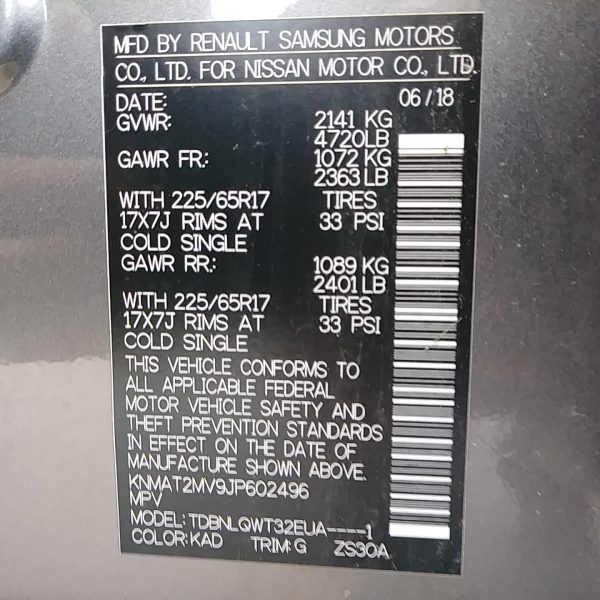 MFD BY RENAULT SAMSUNG MOTORS
CO., LTD. FOR NISSAN MOTOR CO., LTD.
DATE: 06/18
GVWR: 2141 KG
4720LB
GAWR FR.: 1072 KG
2363 LB
WITH 225/65R17 TIRES
17X7J RIMS AT 33 PSI
COLD SINGLE
GAWR RR.: 1089 KG
2401 LB
WITH 225/65R17 TIRES
17X7J RIMS AT 33 PSI
COLD SINGLE
THIS VEHICLE CONFORMS TO
ALL APPLICABLE FEDERAL
MOTOR VEHICLE SAFETY AND
THEFT PREVENTION STANDARDS
IN EFFECT ON THE DATE OF
MANUFACTURE SHOWN ABOVE.
KNMAT2MV9JP602496
MPV
MODEL: TDBNLQWT32EUA----1
COLOR: KAD TRIM: G ZS30A